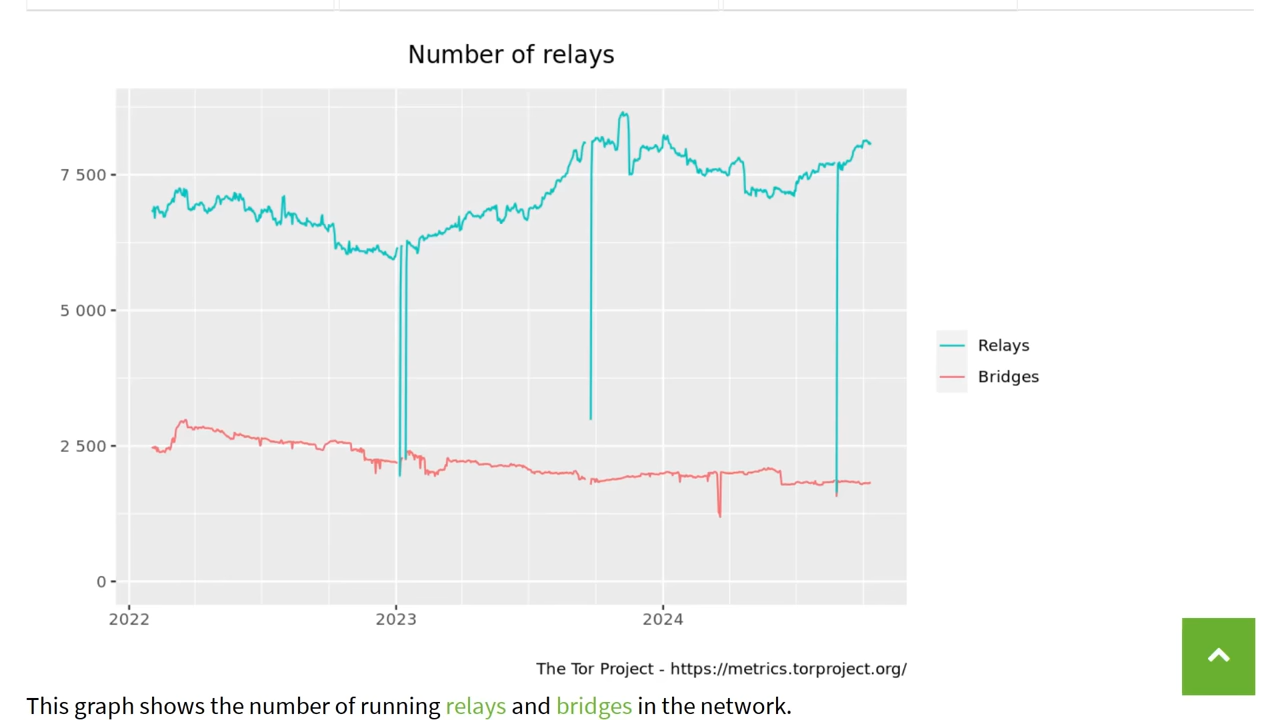 Number of relays
7 500
5 000
2 500
0
2022 2023 2024
Relays
Bridges
The Tor Project - https://metrics.torproject.org/
This graph shows the number of running relays and bridges in the network.